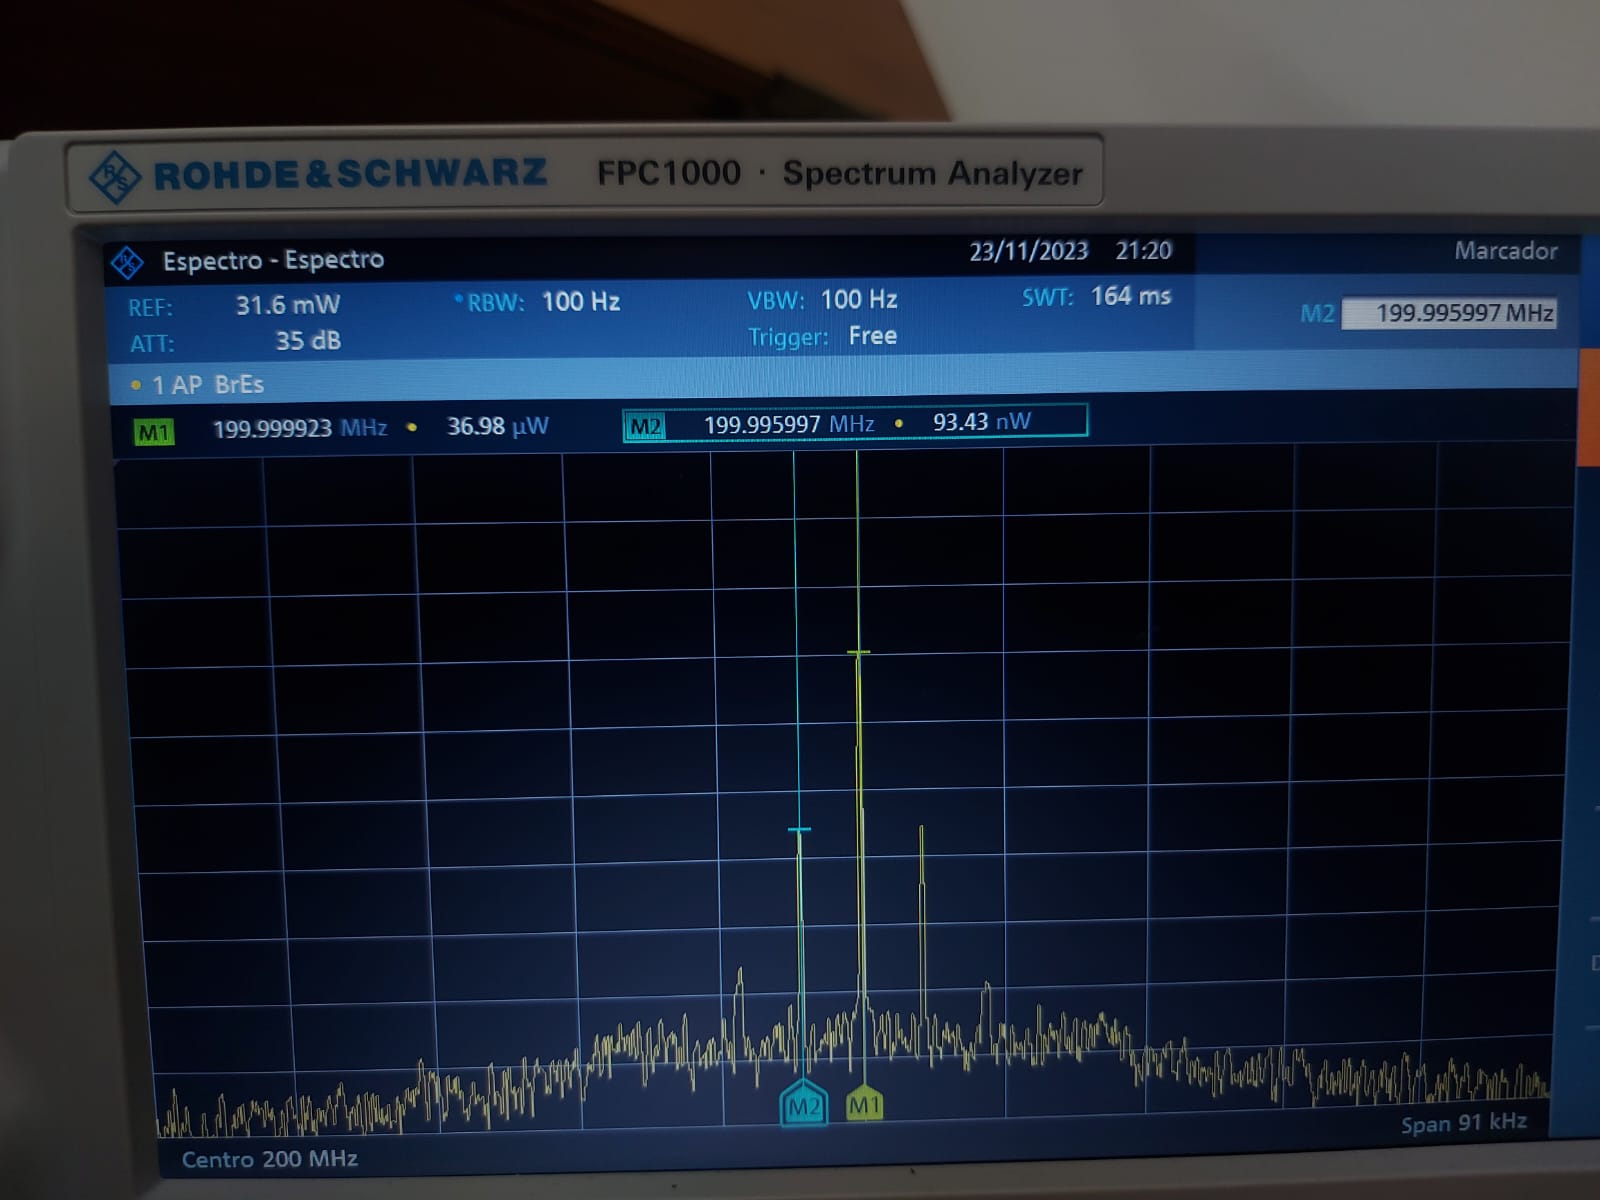 ROHDE&SCHWARZ FPC1000 · Spectrum Analyzer
Espectro - Espectro 23/11/2023 21:20 Marcador
REF: 31.6 mW RBW: 100 Hz VBW: 100 Hz SWT: 164 ms M2 199.995997 MHz
ATT: 35 dB Trigger: Free
1 AP BrEs
M1 199.999923 MHz 36.98 µW M2 199.995997 MHz 93.43 nW
M2 M1
Centro 200 MHz Span 91 kHz